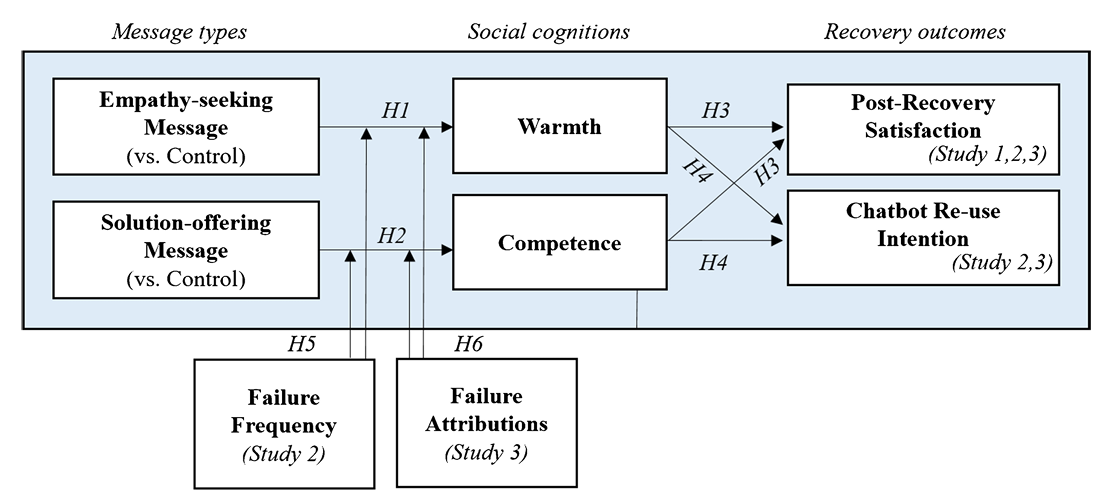 Message types
Social cognitions
Recovery outcomes
Empathy-seeking
Message
(vs. Control)
H1
Warmth
H3
Post-Recovery
Satisfaction
(Study 1,2,3)
H4
H3
Solution-offering
Message
(vs. Control)
H2
Competence
H4
Chatbot Re-use
Intention
(Study 2,3)
H5
H6
Failure
Frequency
(Study 2)
Failure
Attributions
(Study 3)